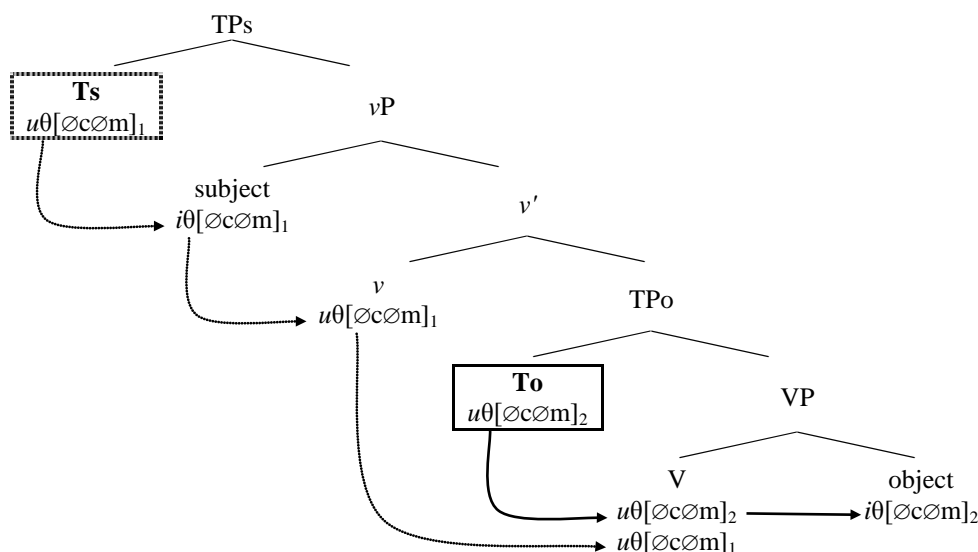 TPs
Ts
uθ[∅c∅m]₁
vP
subject
iθ[∅c∅m]₁
v′
v
uθ[∅c∅m]₁
TPo
To
uθ[∅c∅m]₂
VP
V
uθ[∅c∅m]₂
uθ[∅c∅m]₁
object
iθ[∅c∅m]₂